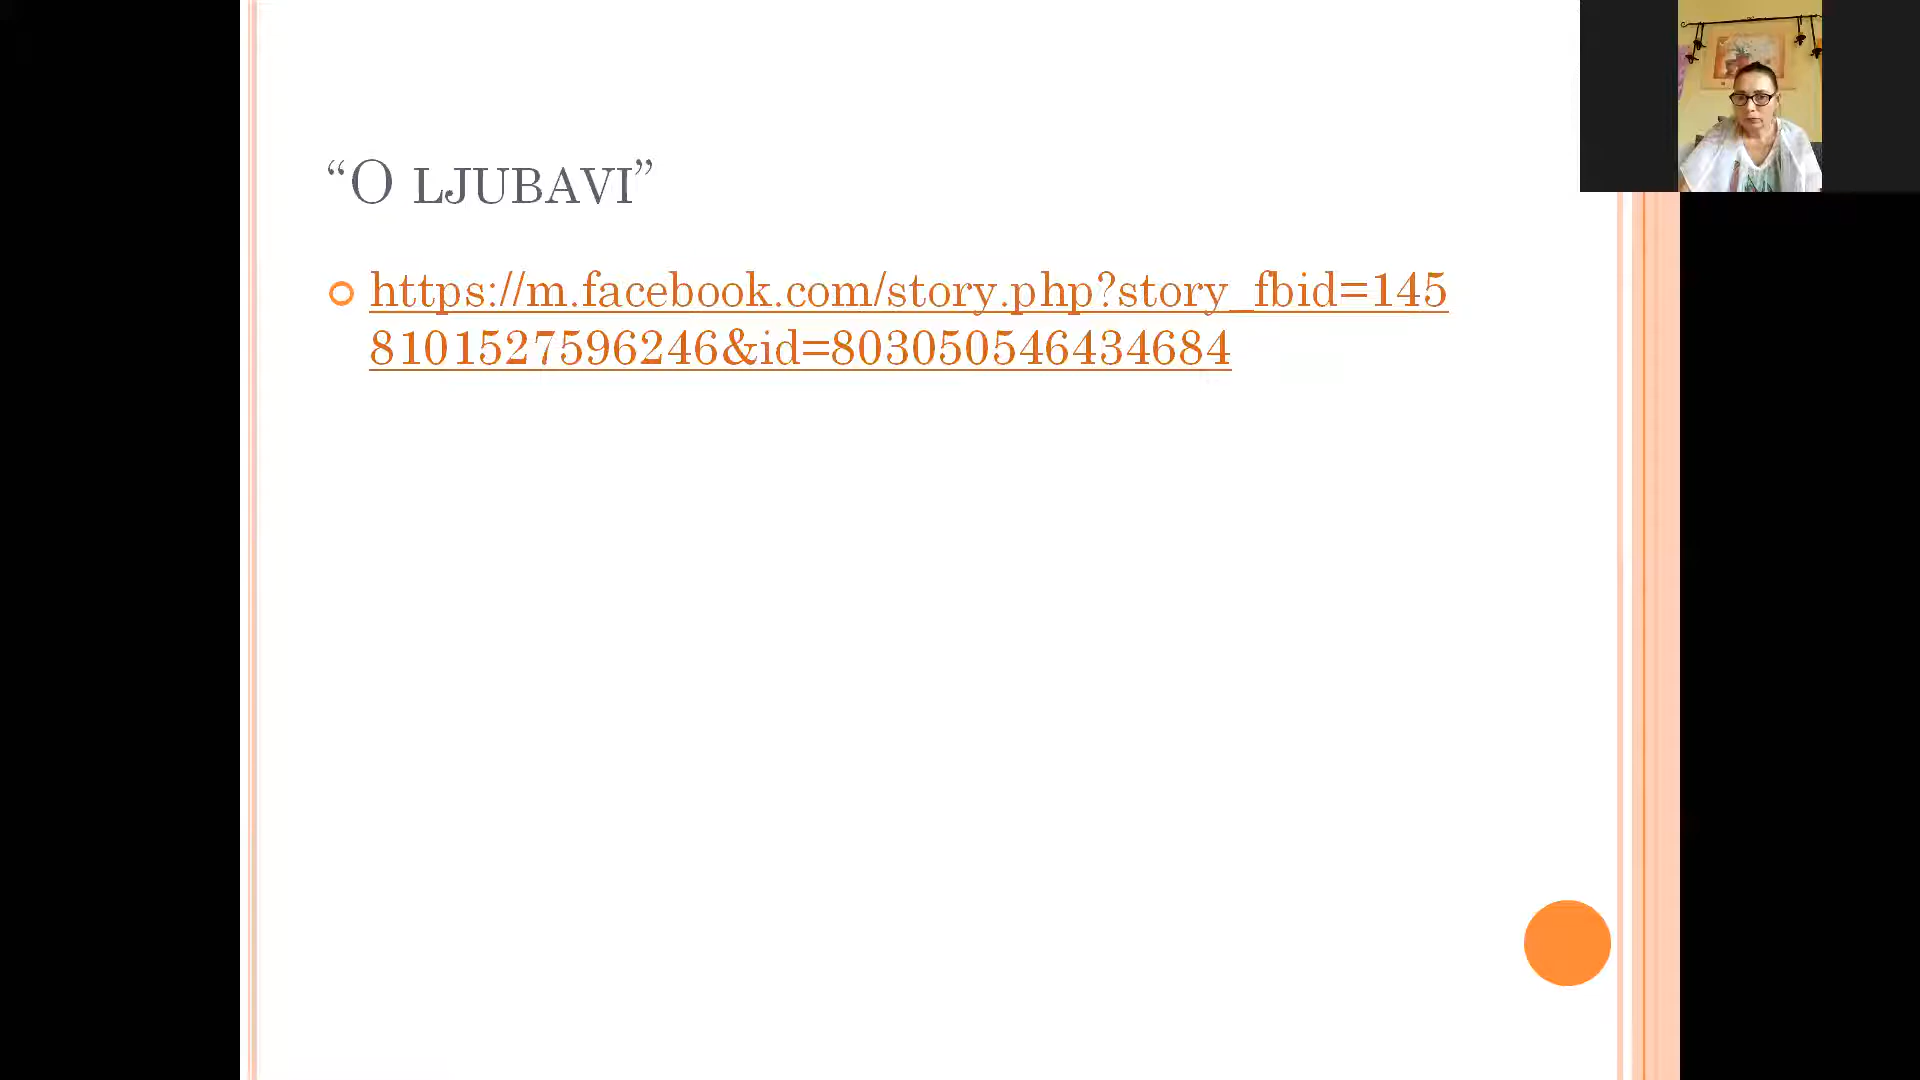 “O LJUBAVI”
https://m.facebook.com/story.php?story_fbid=145
8101527596246&id=803050546434684